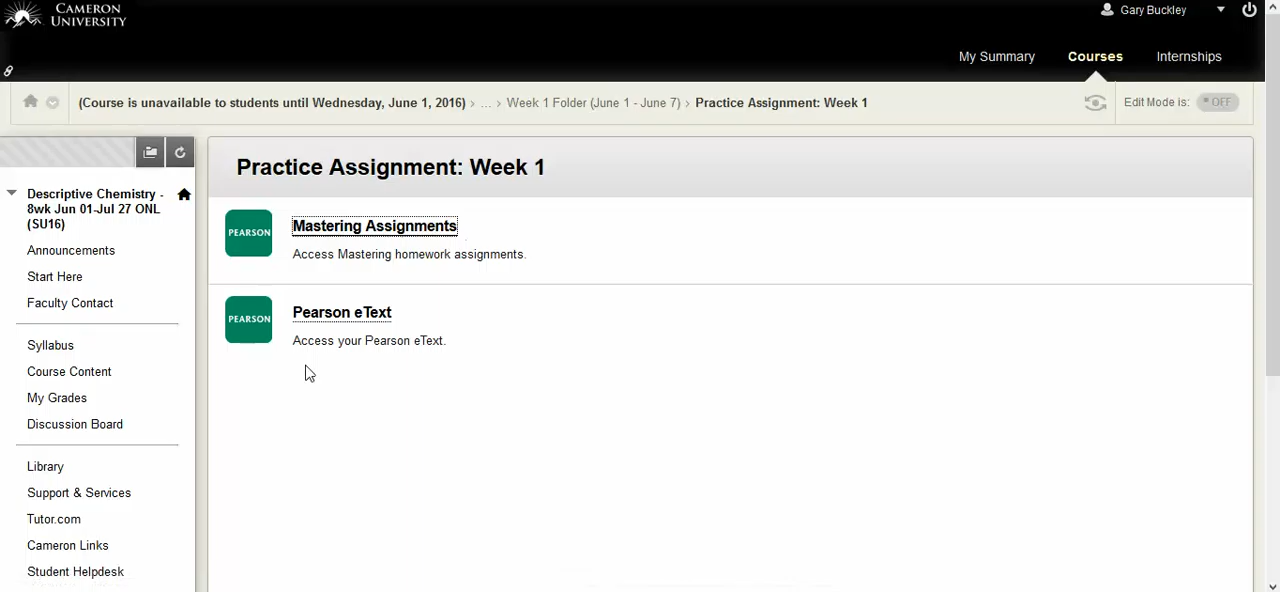 CAMERON
UNIVERSITY
Gary Buckley
My Summary
Courses
Internships
(Course is unavailable to students until Wednesday, June 1, 2016) > ... > Week 1 Folder (June 1 - June 7) > Practice Assignment: Week 1
Edit Mode is:
OFF
Descriptive Chemistry -
8wk Jun 01-Jul 27 ONL
(SU16)
Announcements
Start Here
Faculty Contact
Syllabus
Course Content
My Grades
Discussion Board
Library
Support & Services
Tutor.com
Cameron Links
Student Helpdesk
Practice Assignment: Week 1
PEARSON
Mastering Assignments
Access Mastering homework assignments.
PEARSON
Pearson eText
Access your Pearson eText.